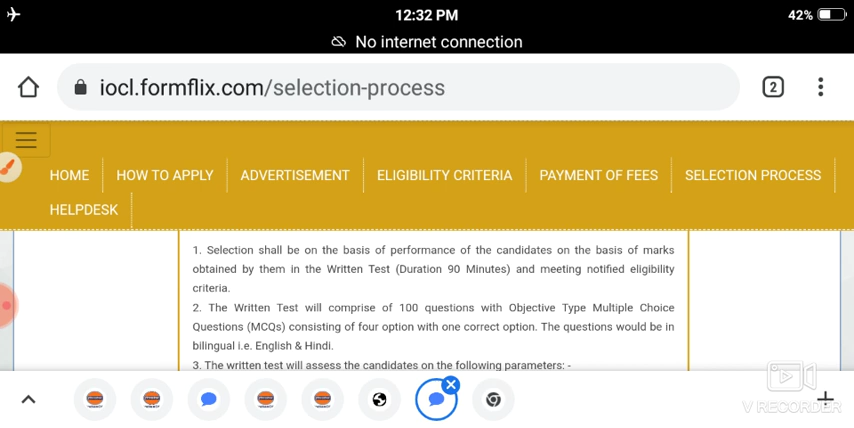 12:32 PM
42%
No internet connection
iocl.formflix.com/selection-process
2
HOME
HOW TO APPLY
ADVERTISEMENT
ELIGIBILITY CRITERIA
PAYMENT OF FEES
SELECTION PROCESS
HELPDESK
1. Selection shall be on the basis of performance of the candidates on the basis of marks
obtained by them in the Written Test (Duration 90 Minutes) and meeting notified eligibility
criteria.
2. The Written Test will comprise of 100 questions with Objective Type Multiple Choice
Questions (MCQs) consisting of four option with one correct option. The questions would be in
bilingual i.e. English & Hindi.
3. The written test will assess the candidates on the following parameters: -
V RECORDER